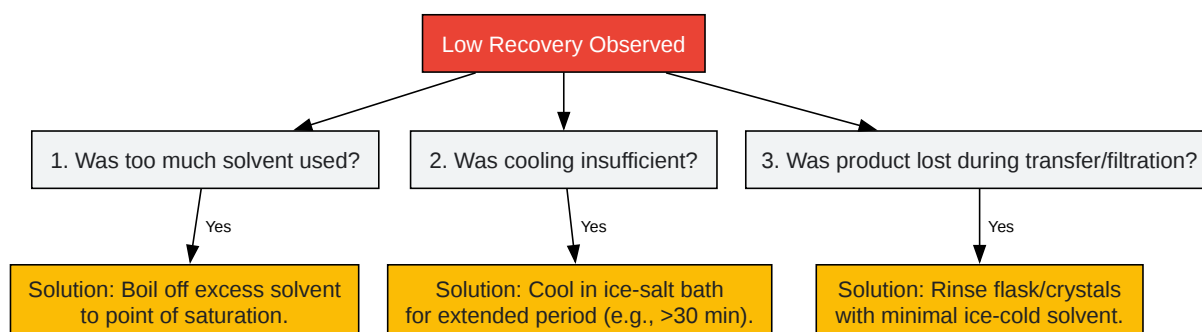 Low Recovery Observed
1. Was too much solvent used?
2. Was cooling insufficient?
3. Was product lost during transfer/filtration?
Yes
Yes
Yes
Solution: Boil off excess solvent
to point of saturation.
Solution: Cool in ice-salt bath
for extended period (e.g., >30 min).
Solution: Rinse flask/crystals
with minimal ice-cold solvent.